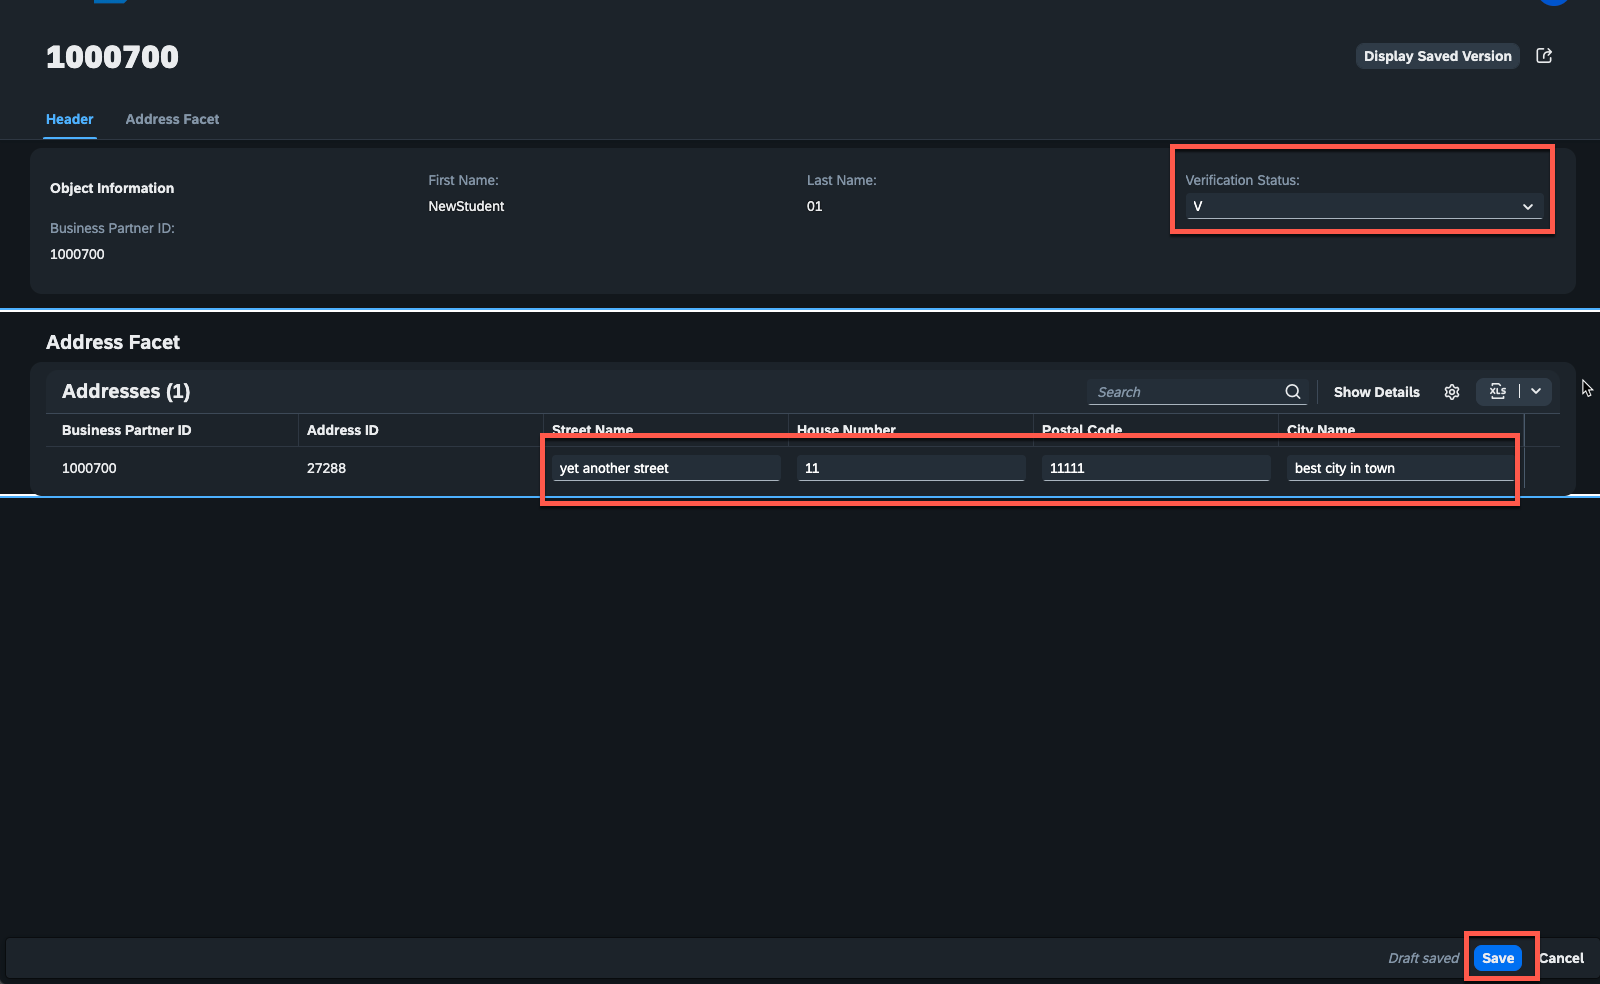 1000700
Display Saved Version
Header Address Facet
Object Information
Business Partner ID:
1000700
First Name:
NewStudent
Last Name:
01
Verification Status:
V
Address Facet
Addresses (1)
Search
Show Details
XLS
Business Partner ID Address ID Street Name House Number Postal Code City Name
1000700 27288 yet another street 11 11111 best city in town
Draft saved Save Cancel